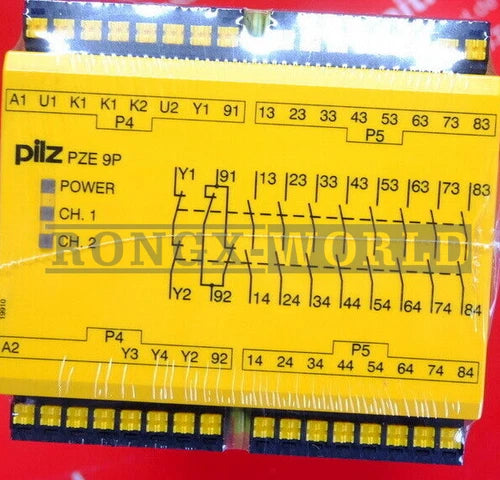 A1 U1 K1 K1 K2 U2 Y1 91 13 23 33 43 53 63 73 83
P4 P5
pilz PZE 9P
Y1 91 13 23 33 43 53 63 73 83
POWER
CH. 1
CH. 2
RONGX-WORLD
Y2 92 14 24 34 44 54 64 74 84
19910
P4 P5
A2 Y3 Y4 Y2 92 14 24 34 44 54 64 74 84